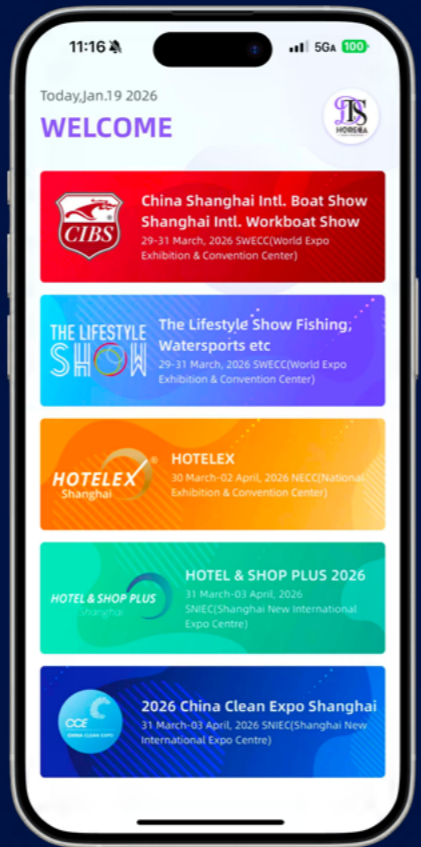 11:16
5GA 100
Today,Jan.19 2026
WELCOME
DTS
HORECA
CIBS
China Shanghai Intl. Boat Show
Shanghai Intl. Workboat Show
29-31 March, 2026 SWECC(World Expo
Exhibition & Convention Center)
THE LIFESTYLE
SHOW
The Lifestyle Show Fishing,
Watersports etc
29-31 March, 2026 SWECC(World Expo
Exhibition & Convention Center)
HOTELEX®
Shanghai
HOTELEX
30 March-02 April, 2026 NECC(National
Exhibition & Convention Center)
HOTEL & SHOP PLUS
Shanghai
HOTEL & SHOP PLUS 2026
31 March-03 April, 2026
SNIEC(Shanghai New International
Expo Centre)
CCE
CHINA CLEAN EXPO
2026 China Clean Expo Shanghai
31 March-03 April, 2026 SNIEC(Shanghai New
International Expo Centre)